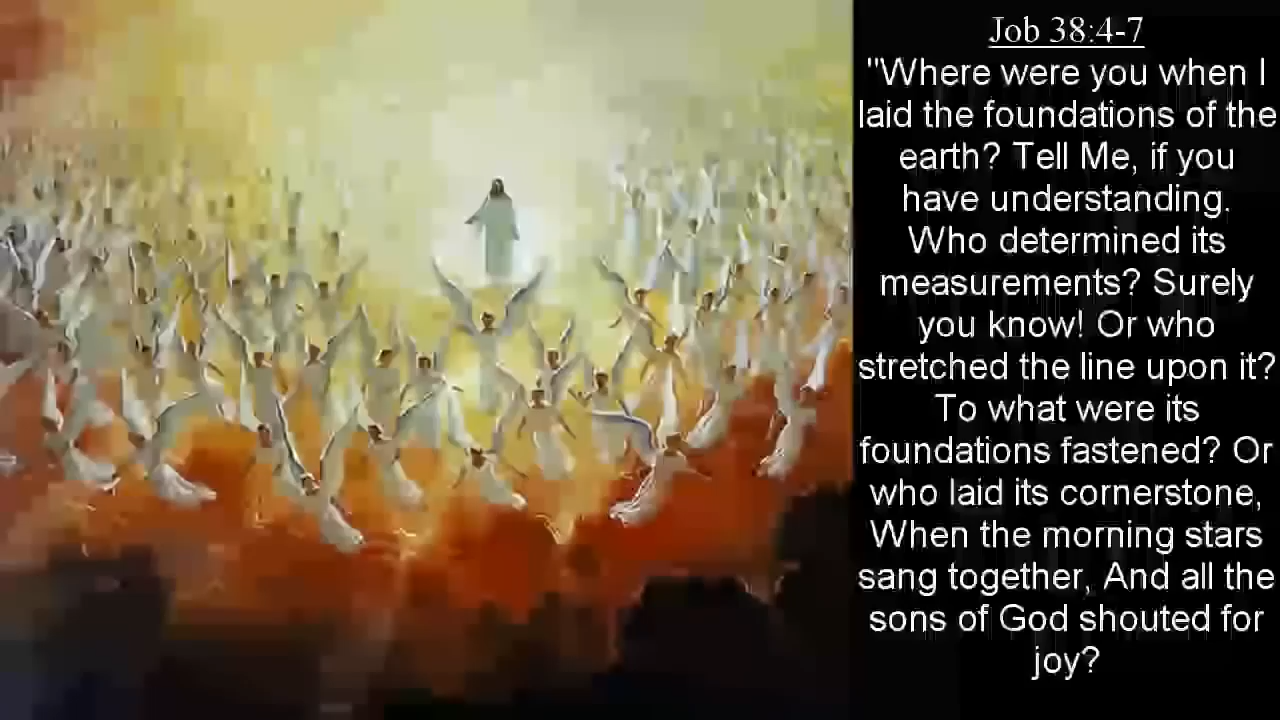 Job 38:4-7
"Where were you when I
laid the foundations of the
earth? Tell Me, if you
have understanding.
Who determined its
measurements? Surely
you know! Or who
stretched the line upon it?
To what were its
foundations fastened? Or
who laid its cornerstone,
When the morning stars
sang together, And all the
sons of God shouted for
joy?